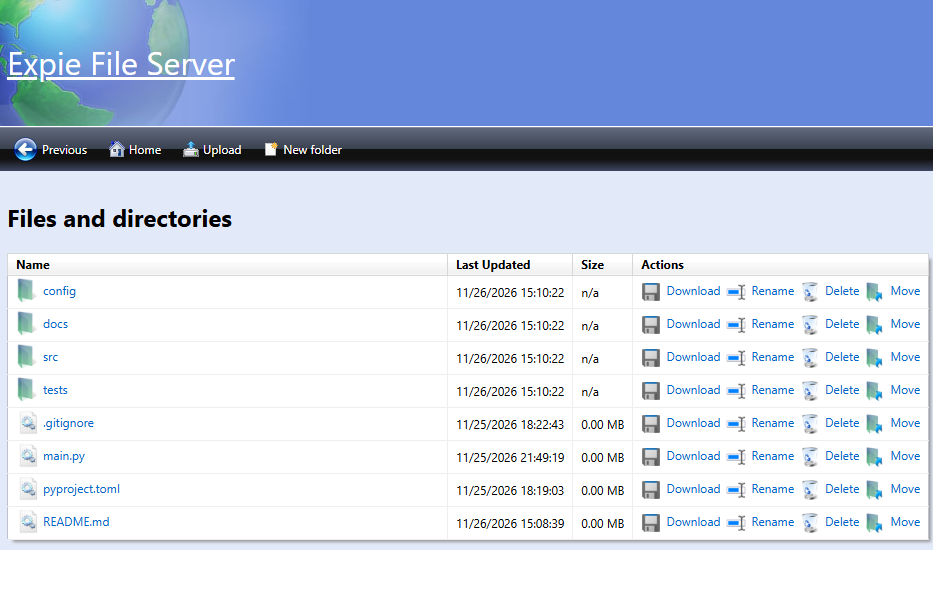 Expie File Server
Previous Home Upload New folder
Files and directories
Name Last Updated Size Actions
config 11/26/2026 15:10:22 n/a Download Rename Delete Move
docs 11/26/2026 15:10:22 n/a Download Rename Delete Move
src 11/26/2026 15:10:22 n/a Download Rename Delete Move
tests 11/26/2026 15:10:22 n/a Download Rename Delete Move
.gitignore 11/25/2026 18:22:43 0.00 MB Download Rename Delete Move
main.py 11/25/2026 21:49:19 0.00 MB Download Rename Delete Move
pyproject.toml 11/25/2026 18:19:03 0.00 MB Download Rename Delete Move
README.md 11/26/2026 15:08:39 0.00 MB Download Rename Delete Move